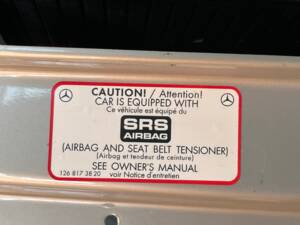 CAUTION! / Attention!
CAR IS EQUIPPED WITH
Ce véhicule est équipé du
SRS
AIRBAG
(AIRBAG AND SEAT BELT TENSIONER)
(Airbag et tendeur de ceinture)
SEE OWNER'S MANUAL
126 817 38 20 voir Notice d'entretien